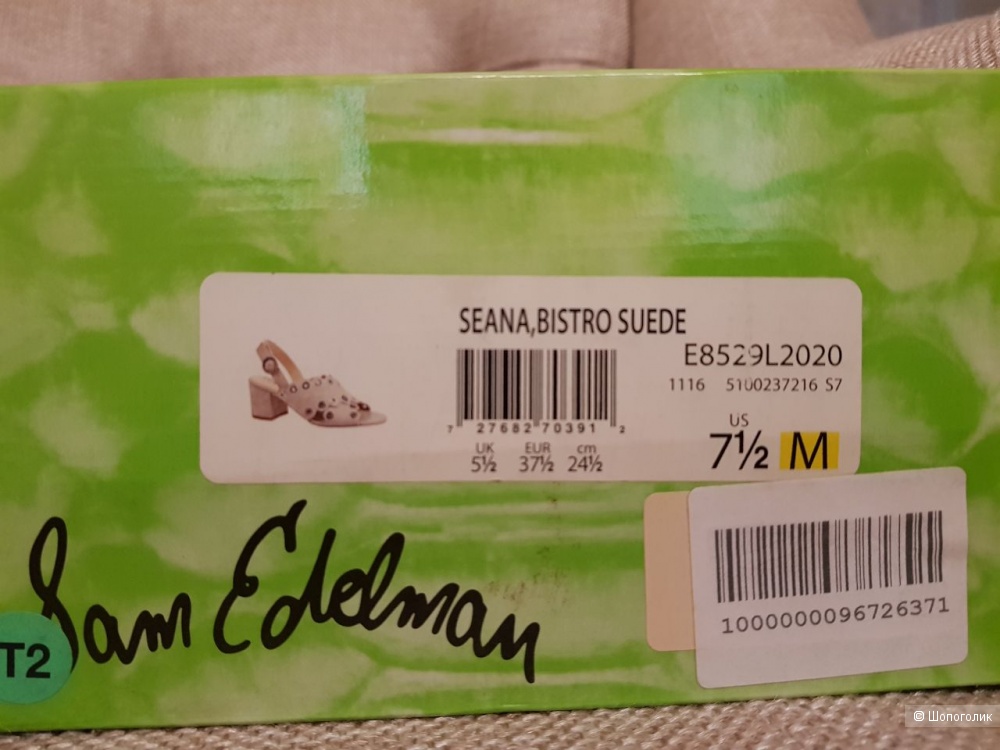 SEANA,BISTRO SUEDE
E8529L2020
1116 5100237216 S7
7 27682 70391 2
US
7½ M
UK EUR cm
5½ 37½ 24½
Sam Edelman
T2
1000000096726371
© Шопоголик